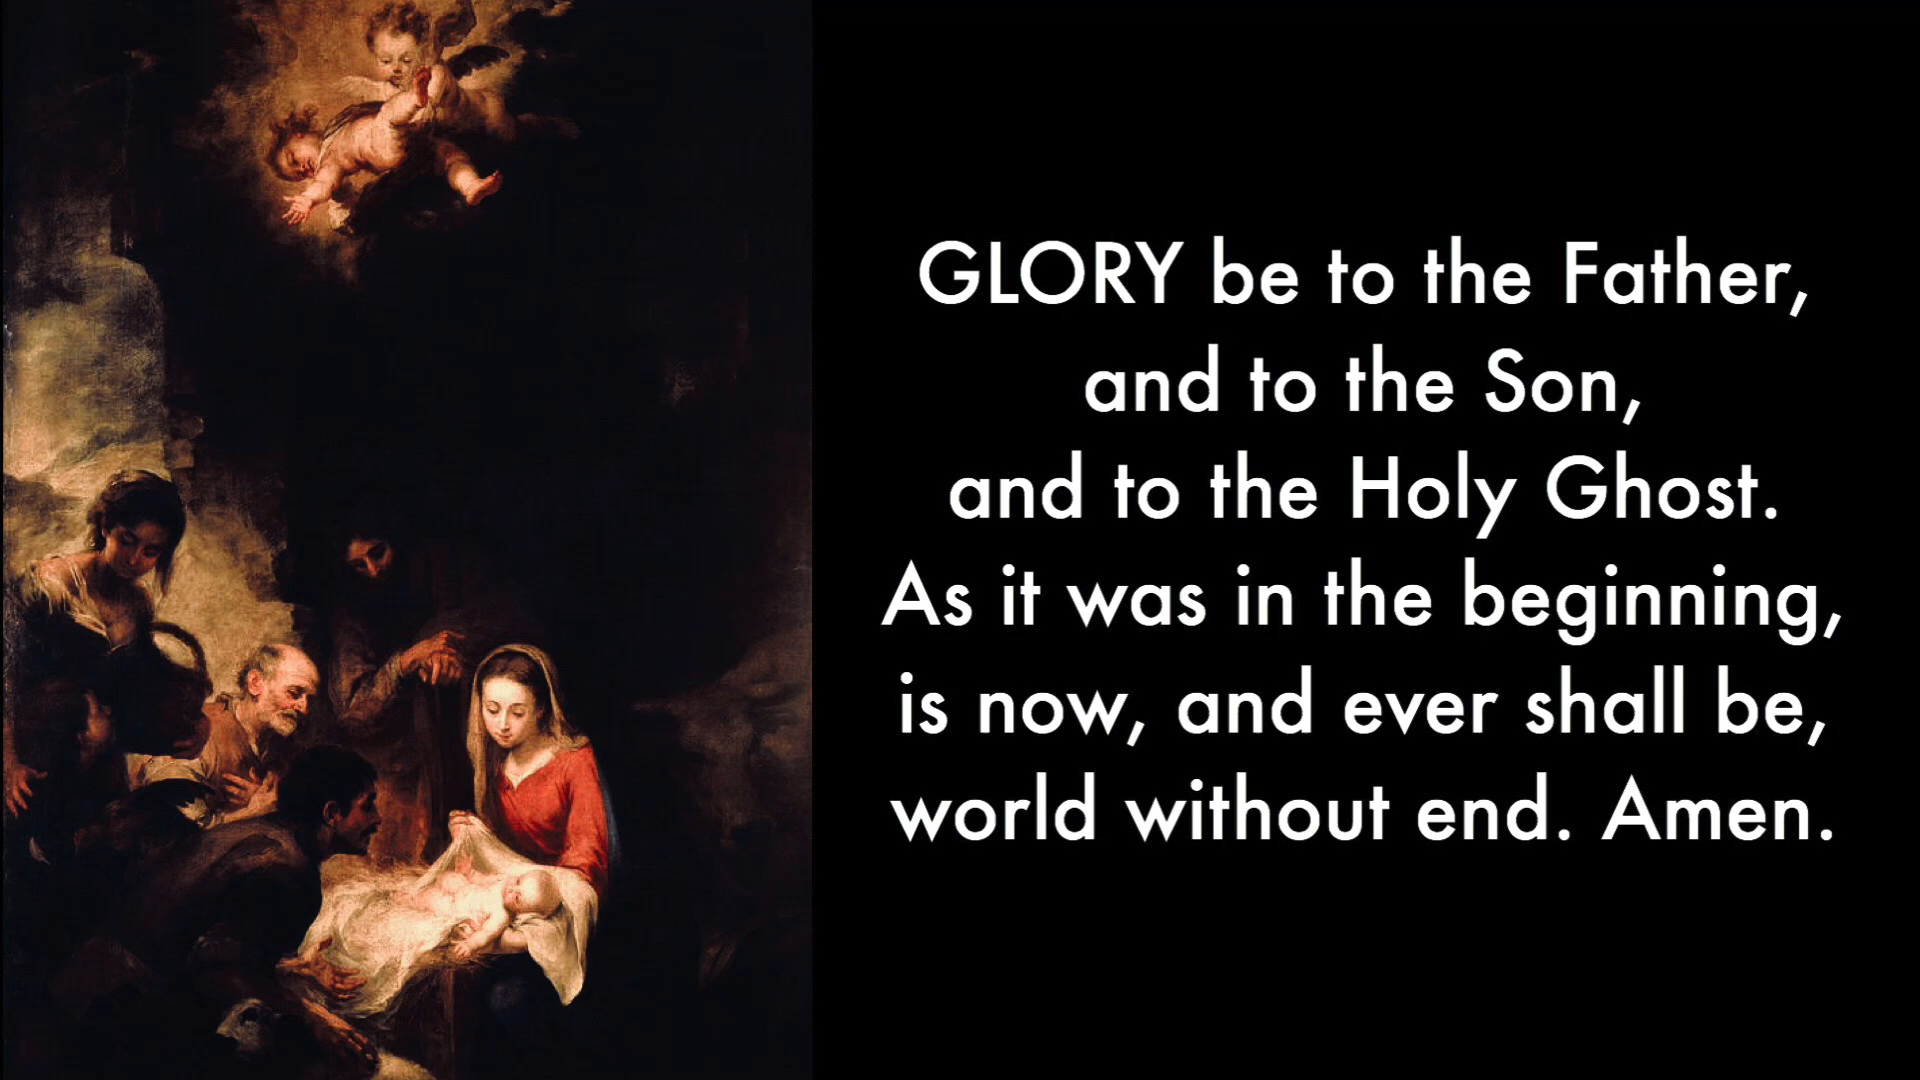 GLORY be to the Father,
and to the Son,
and to the Holy Ghost.
As it was in the beginning,
is now, and ever shall be,
world without end. Amen.